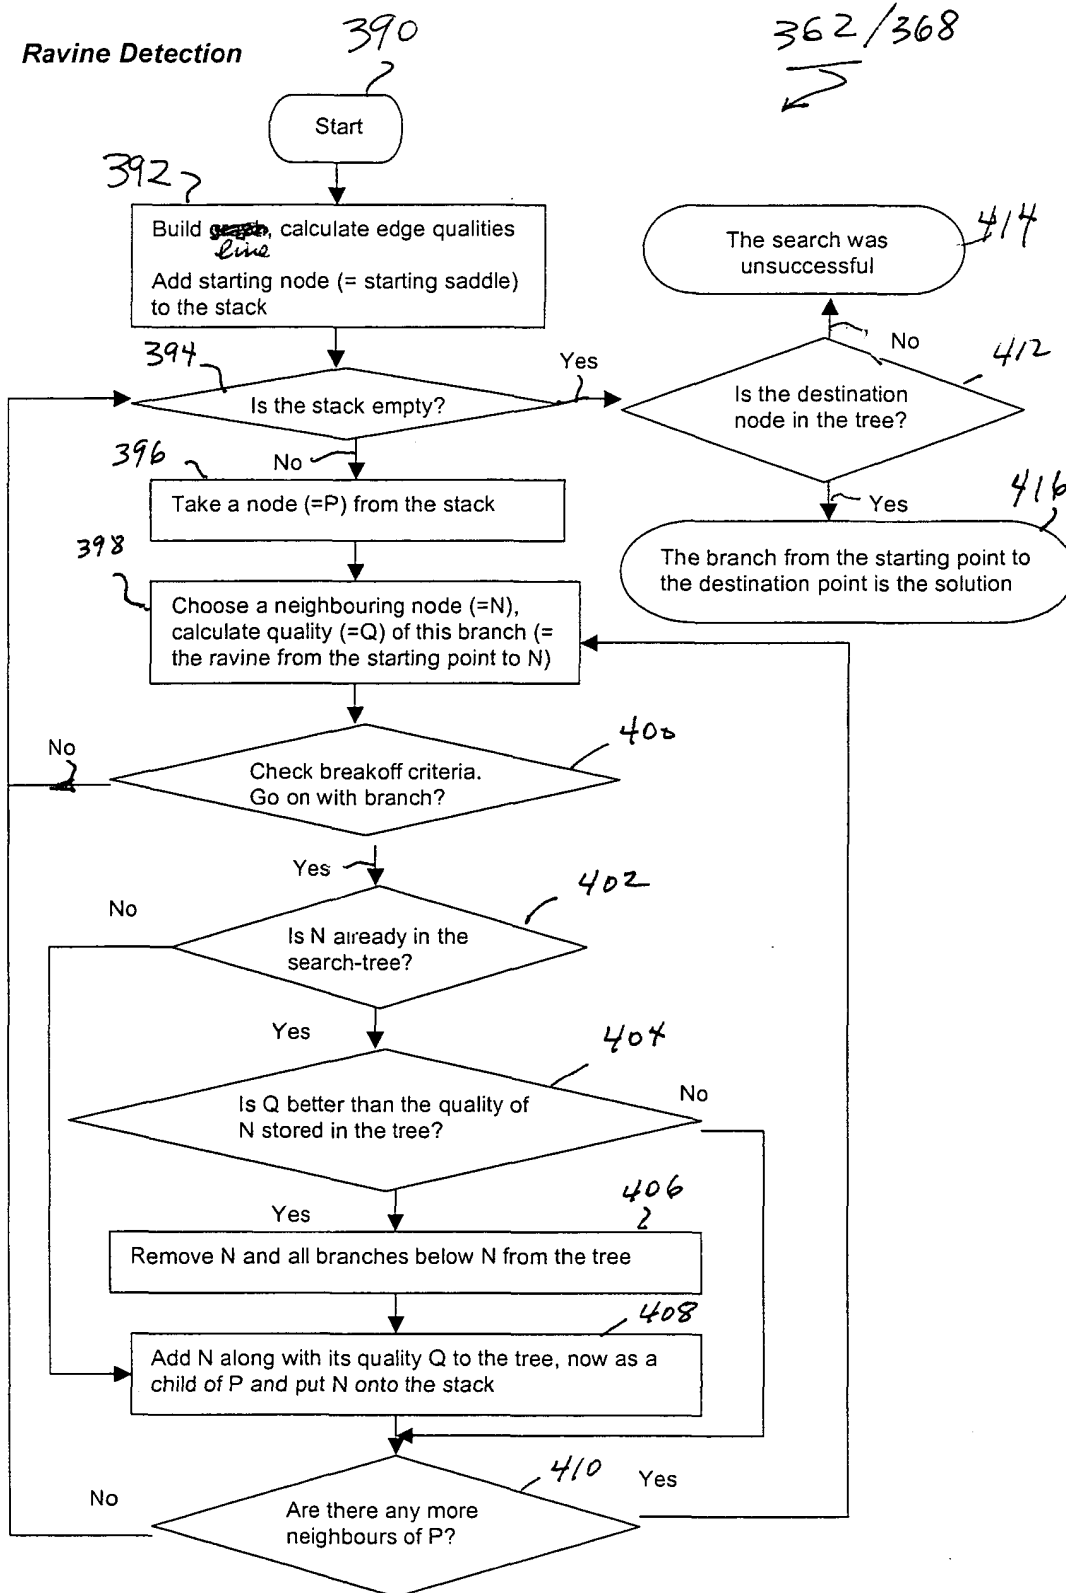 Ravine Detection
390
362/368
Start
392
Build line, calculate edge qualities
Add starting node (= starting saddle)
to the stack
414
The search was
unsuccessful
394
Is the stack empty?
Yes
No
412
Is the destination
node in the tree?
No
396
Take a node (=P) from the stack
Yes
416
The branch from the starting point to
the destination point is the solution
398
Choose a neighbouring node (=N),
calculate quality (=Q) of this branch (=
the ravine from the starting point to N)
400
No
Check breakoff criteria.
Go on with branch?
Yes
402
No
Is N already in the
search-tree?
Yes
404
No
Is Q better than the quality of
N stored in the tree?
Yes
406
Remove N and all branches below N from the tree
408
Add N along with its quality Q to the tree, now as a
child of P and put N onto the stack
410
No
Yes
Are there any more
neighbours of P?